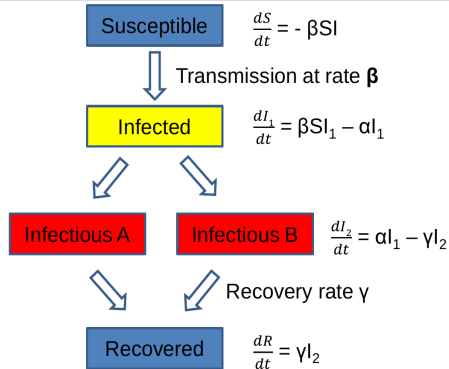 Susceptible
dS/dt = - βSI
Transmission at rate β
Infected
dI₁/dt = βSI₁ – αI₁
Infectious A
Infectious B
dI₂/dt = αI₁ – γI₂
Recovery rate γ
Recovered
dR/dt = γI₂